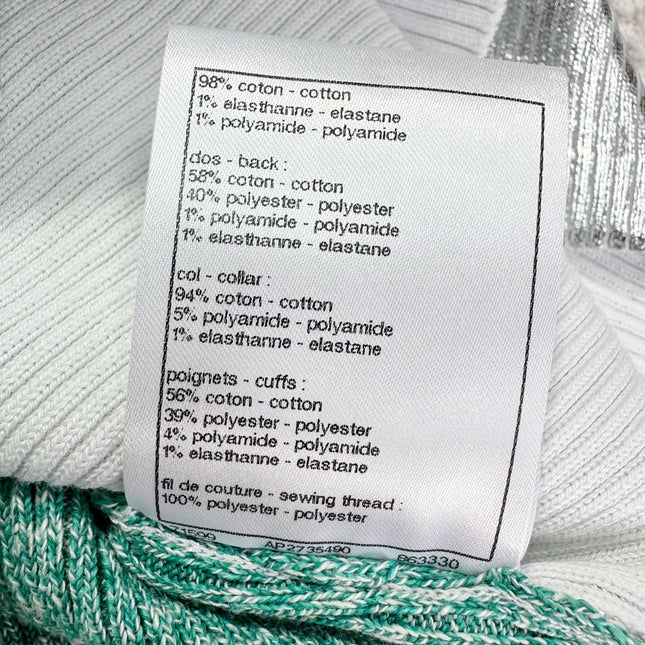 98% coton - cotton
1% elasthanne - elastane
1% polyamide - polyamide
dos - back :
58% coton - cotton
40% polyester - polyester
1% polyamide - polyamide
1% elasthanne - elastane
col - collar :
94% coton - cotton
5% polyamide - polyamide
1% elasthanne - elastane
poignets - cuffs :
56% coton - cotton
39% polyester - polyester
4% polyamide - polyamide
1% elasthanne - elastane
fil de couture - sewing thread :
100% polyester - polyester
AP2735490 963330